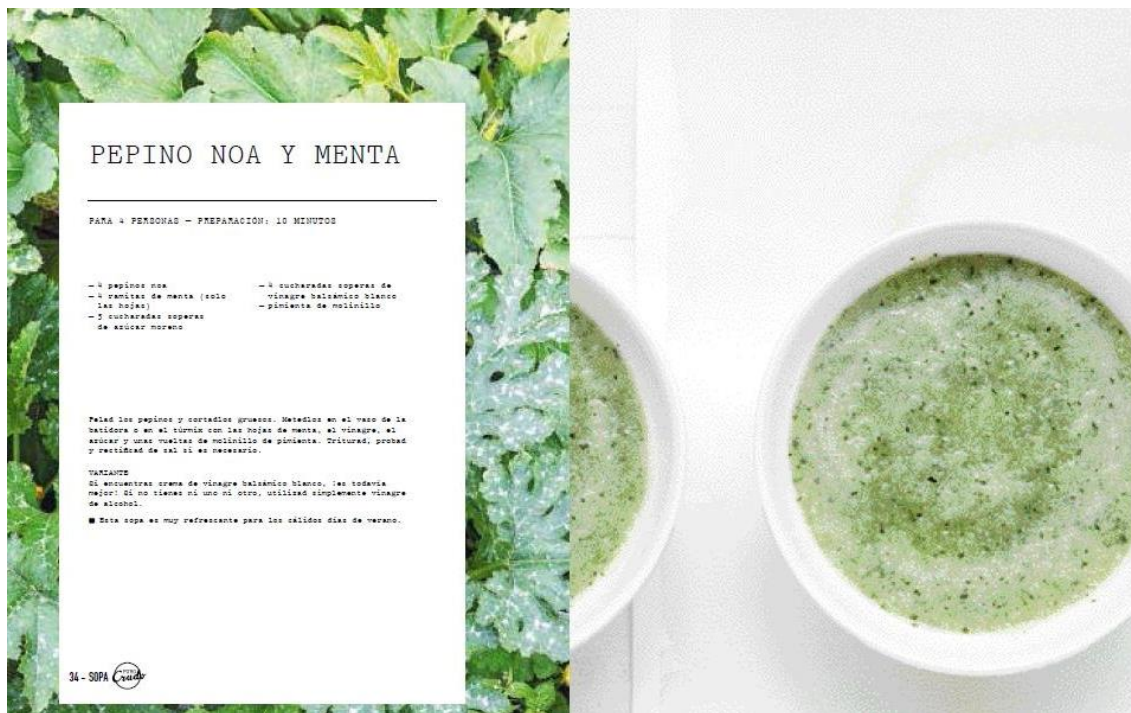 PEPINO NOA Y MENTA
PARA 4 PERSONAS — PREPARACIÓN: 10 MINUTOS
— 4 pepinos noa
— 4 ramitas de menta (solo
las hojas)
— 3 cucharadas soperas
de azúcar moreno
— 4 cucharadas soperas de
vinagre balsámico blanco
— pimienta de molinillo
Pelad los pepinos y cortadlos gruesos. Metedlos en el vaso de la
batidora o en el túrmix con las hojas de menta, el vinagre, el
azúcar y unas vueltas de molinillo de pimienta. Triturad, probad
y rectificad de sal si es necesario.
VARIANTE
Si encuentras crema de vinagre balsámico blanco, ¡es todavía
mejor! Si no tienes ni uno ni otro, utilizad simplemente vinagre
de alcohol.
■ Esta sopa es muy refrescante para los cálidos días de verano.
34 - SOPA Crudo